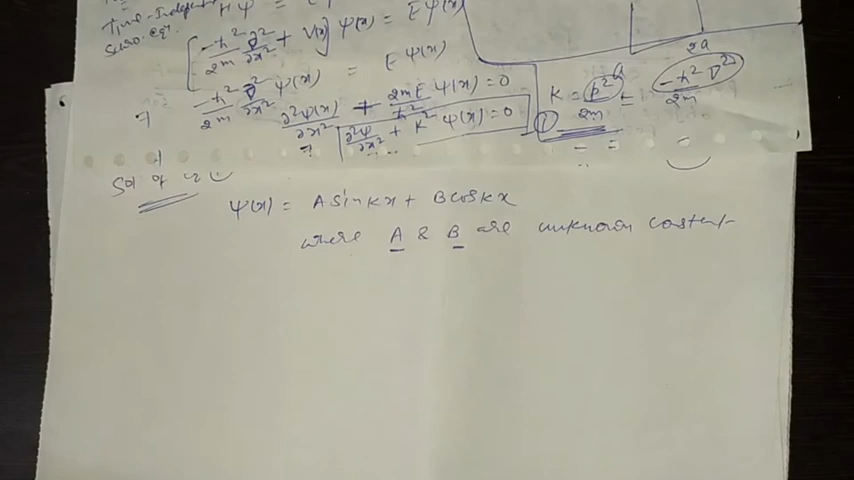 Time-Independent Hψ = Eψ
[-ħ²/2m ∂²/∂x² + V(x)] ψ(x) = Eψ(x)
-ħ²/2m ∂²/∂x² ψ(x) = Eψ(x)
∂²ψ(x)/∂x² + 2mE/ħ² ψ(x) = 0
∂²ψ/∂x² + K² ψ(x) = 0 ①
2a
K = p²/2m = -ħ²∇²/2m
Sol of
ψ(x) = A sin Kx + B cos Kx
where A & B are unknown constant